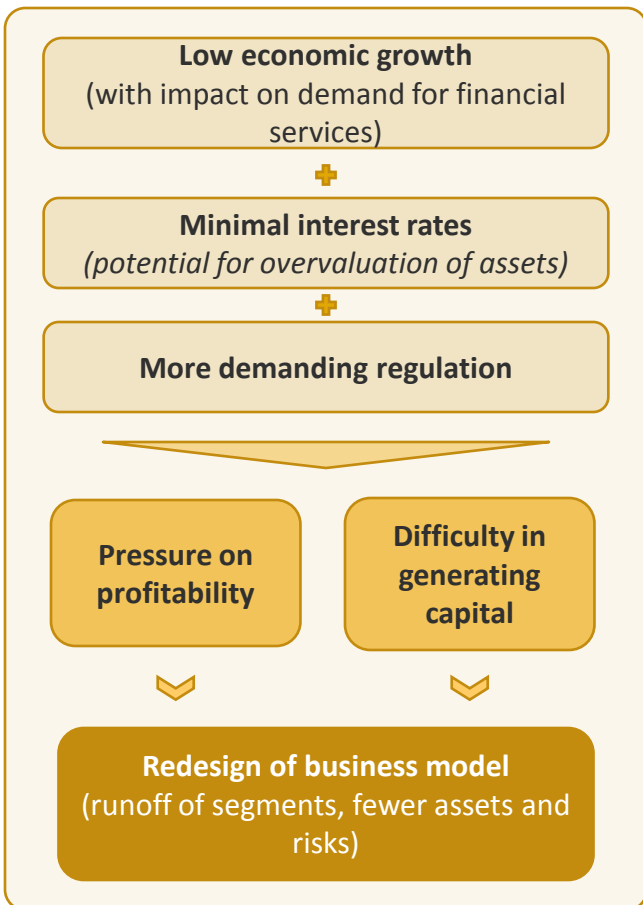 Low economic growth
(with impact on demand for financial
services)
Minimal interest rates
(potential for overvaluation of assets)
More demanding regulation
Pressure on
profitability
Difficulty in
generating
capital
Redesign of business model
(runoff of segments, fewer assets and
risks)